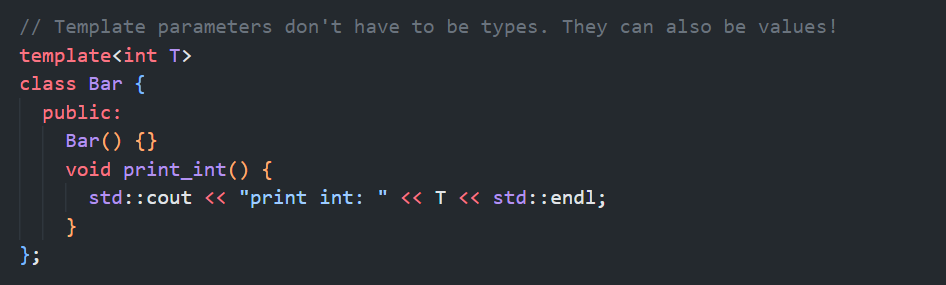 // Template parameters don't have to be types. They can also be values!
template<int T>
class Bar {
  public:
    Bar() {}
    void print_int() {
      std::cout << "print int: " << T << std::endl;
    }
};